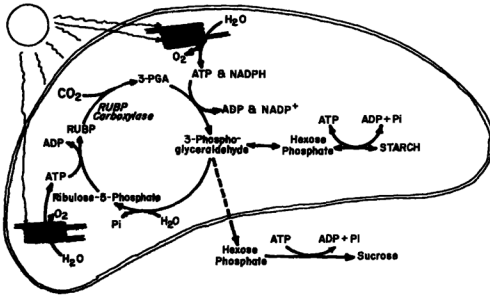 H₂O
O₂
ATP & NADPH
3-PGA
CO₂
RUBP
Carboxylase
ADP & NADP⁺
RUBP
ADP
3-Phospho-
glyceraldehyde
ATP
ADP+Pi
Hexose
Phosphate
STARCH
ATP
Ribulose-5-Phosphate
O₂
Pi
H₂O
H₂O
Hexose
Phosphate
ATP
ADP+Pi
Sucrose